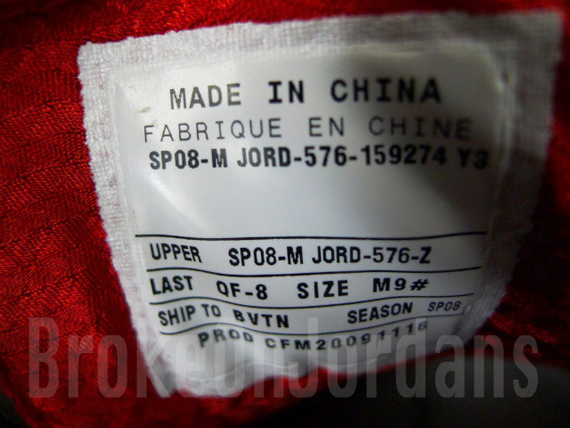 MADE IN CHINA
FABRIQUE EN CHINE
SP08-M JORD-576-159274 Y3
UPPER SP08-M JORD-576-Z
LAST QF-8 SIZE M9#
SHIP TO BVTN SEASON SP08
PROD CFM20091116
BrokeonJordans